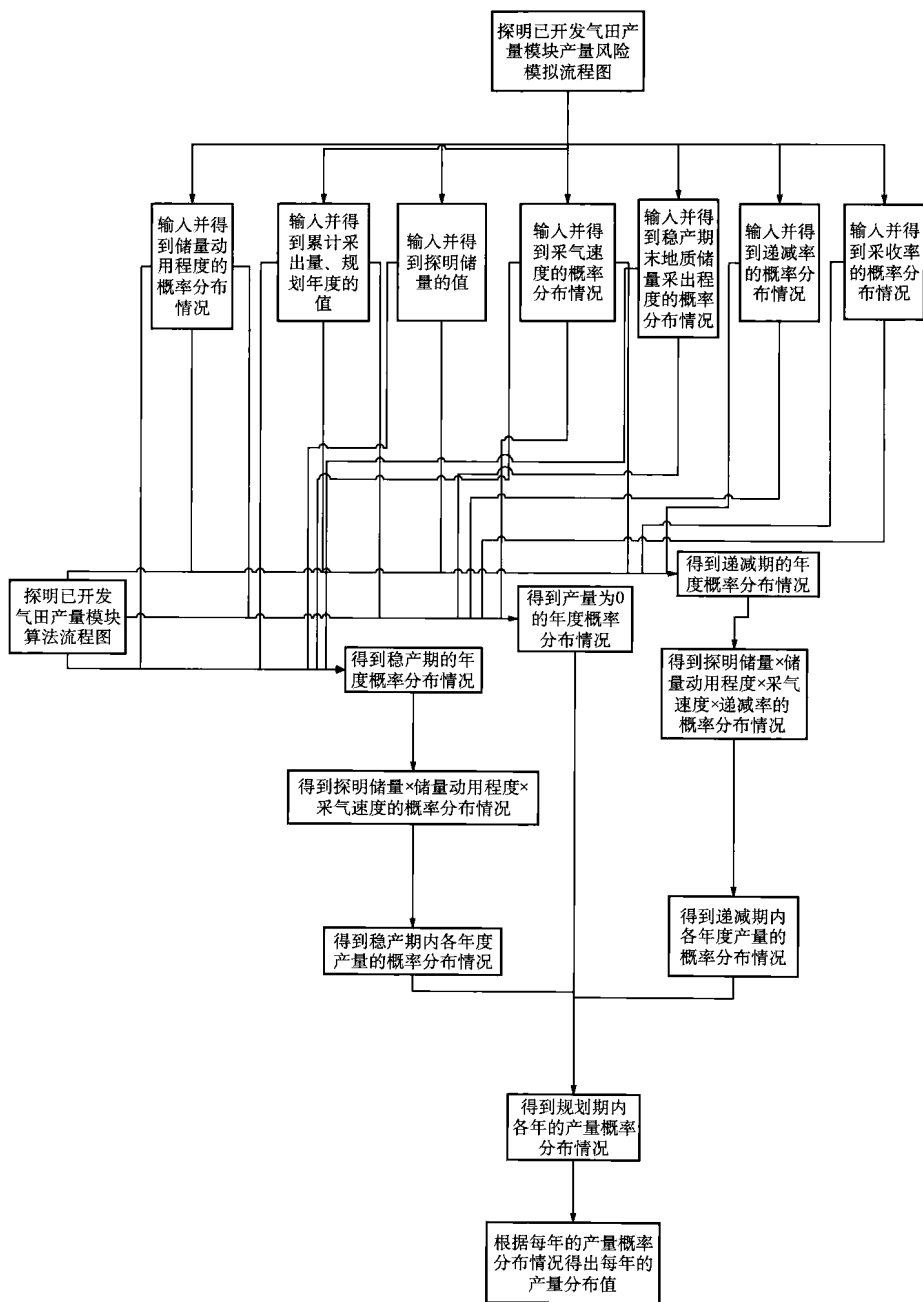 探明已开发气田产
量模块产量风险
模拟流程图
输入并得
到储量动
用程度的
概率分布
情况
输入并得
到累计采
出量、规
划年度的
值
输入并得
到探明储
量的值
输入并得
到采气速
度的概率
分布情况
输入并得
到稳产期
末地质储
量采出程
度的概率
分布情况
输入并得
到递减率
的概率分
布情况
输入并得
到采收率
的概率分
布情况
探明已开发
气田产量模块
算法流程图
得到稳产期的年
度概率分布情况
得到产量为0
的年度概率
分布情况
得到递减期的年
度概率分布情况
得到探明储量×储
量动用程度×采气
速度×递减率的
概率分布情况
得到探明储量×储量动用程度×
采气速度的概率分布情况
得到稳产期内各年度
产量的概率分布情况
得到递减期内
各年度产量的
概率分布情况
得到规划期内
各年的产量概率
分布情况
根据每年的产量概率
分布情况得出每年的
产量分布值